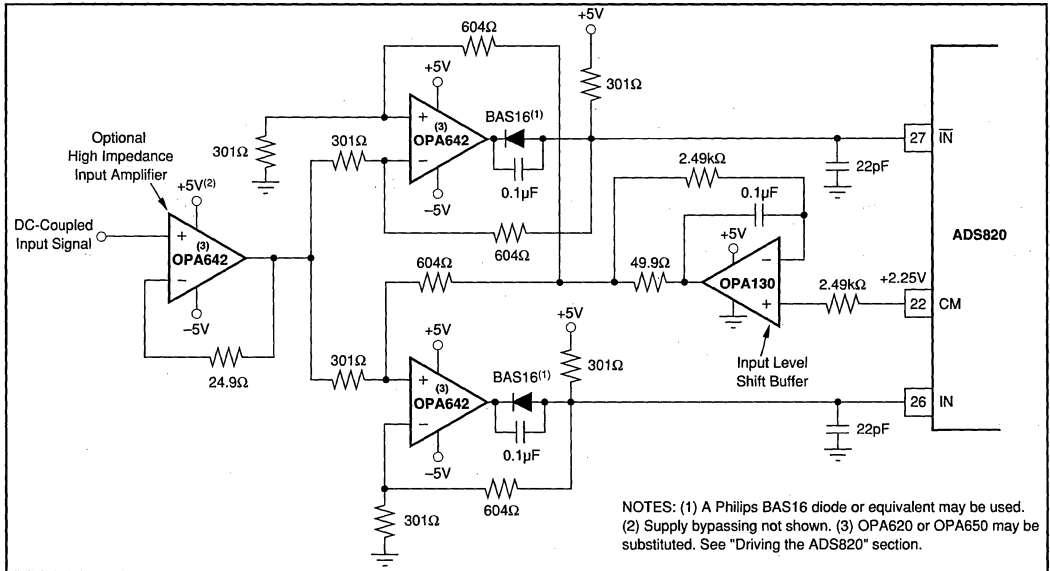 +5V
604Ω
+5V
301Ω
BAS16(1)
Optional
High Impedance
Input Amplifier
301Ω
301Ω
+
(3)
OPA642
−
–5V
0.1µF
27
IN
22pF
2.49kΩ
0.1µF
+5V(2)
DC-Coupled
Input Signal
+
(3)
OPA642
−
–5V
604Ω
604Ω
49.9Ω
+5V
−
OPA130
+
2.49kΩ
+2.25V
22
CM
ADS820
24.9Ω
301Ω
+5V
+
(3)
OPA642
−
–5V
BAS16(1)
0.1µF
+5V
301Ω
Input Level
Shift Buffer
26
IN
22pF
604Ω
301Ω
NOTES: (1) A Philips BAS16 diode or equivalent may be used.
(2) Supply bypassing not shown. (3) OPA620 or OPA650 may be
substituted. See "Driving the ADS820" section.